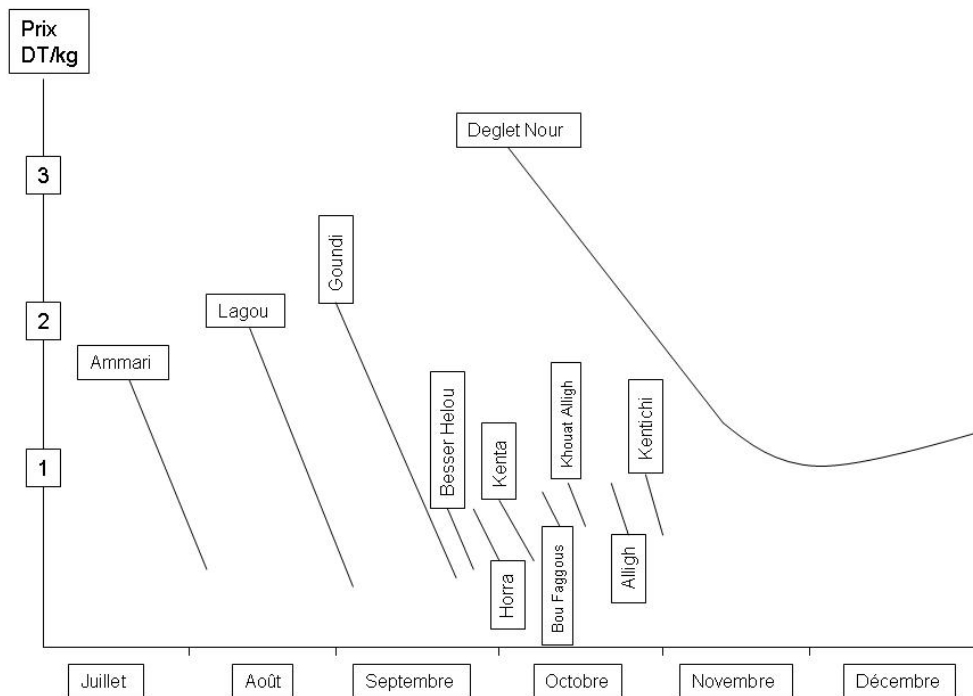 Prix
DT/kg
Deglet Nour
3
Goundi
Lagou
2
Ammari
Besser Helou
Kenta
Khouat Alligh
Kentichi
1
Horra
Bou Faggous
Alligh
Juillet
Août
Septembre
Octobre
Novembre
Décembre